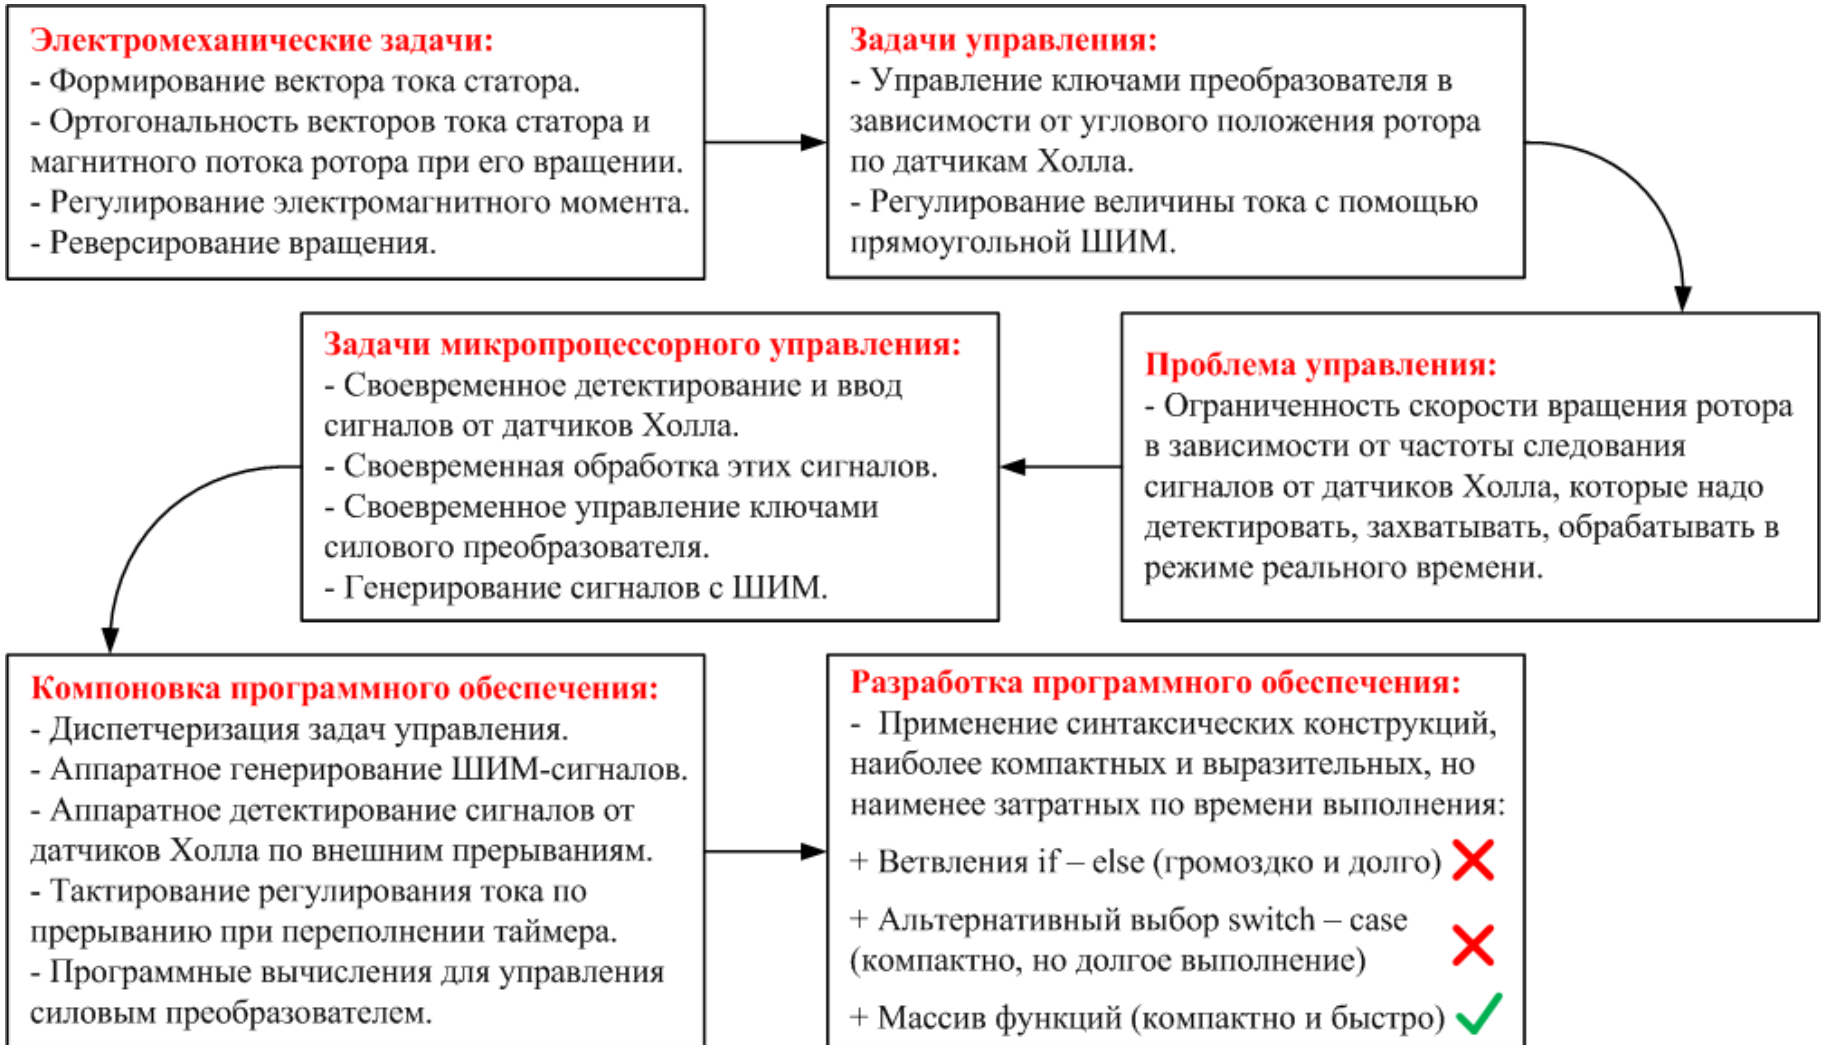 Электромеханические задачи:
- Формирование вектора тока статора.
- Ортогональность векторов тока статора и
магнитного потока ротора при его вращении.
- Регулирование электромагнитного момента.
- Реверсирование вращения.
Задачи управления:
- Управление ключами преобразователя в
зависимости от углового положения ротора
по датчикам Холла.
- Регулирование величины тока с помощью
прямоугольной ШИМ.
Проблема управления:
- Ограниченность скорости вращения ротора
в зависимости от частоты следования
сигналов от датчиков Холла, которые надо
детектировать, захватывать, обрабатывать в
режиме реального времени.
Задачи микропроцессорного управления:
- Своевременное детектирование и ввод
сигналов от датчиков Холла.
- Своевременная обработка этих сигналов.
- Своевременное управление ключами
силового преобразователя.
- Генерирование сигналов с ШИМ.
Компоновка программного обеспечения:
- Диспетчеризация задач управления.
- Аппаратное генерирование ШИМ-сигналов.
- Аппаратное детектирование сигналов от
датчиков Холла по внешним прерываниям.
- Тактирование регулирования тока по
прерыванию при переполнении таймера.
- Программные вычисления для управления
силовым преобразователем.
Разработка программного обеспечения:
- Применение синтаксических конструкций,
наиболее компактных и выразительных, но
наименее затратных по времени выполнения:
+ Ветвления if – else (громоздко и долго)
+ Альтернативный выбор switch – case
(компактно, но долгое выполнение)
+ Массив функций (компактно и быстро)